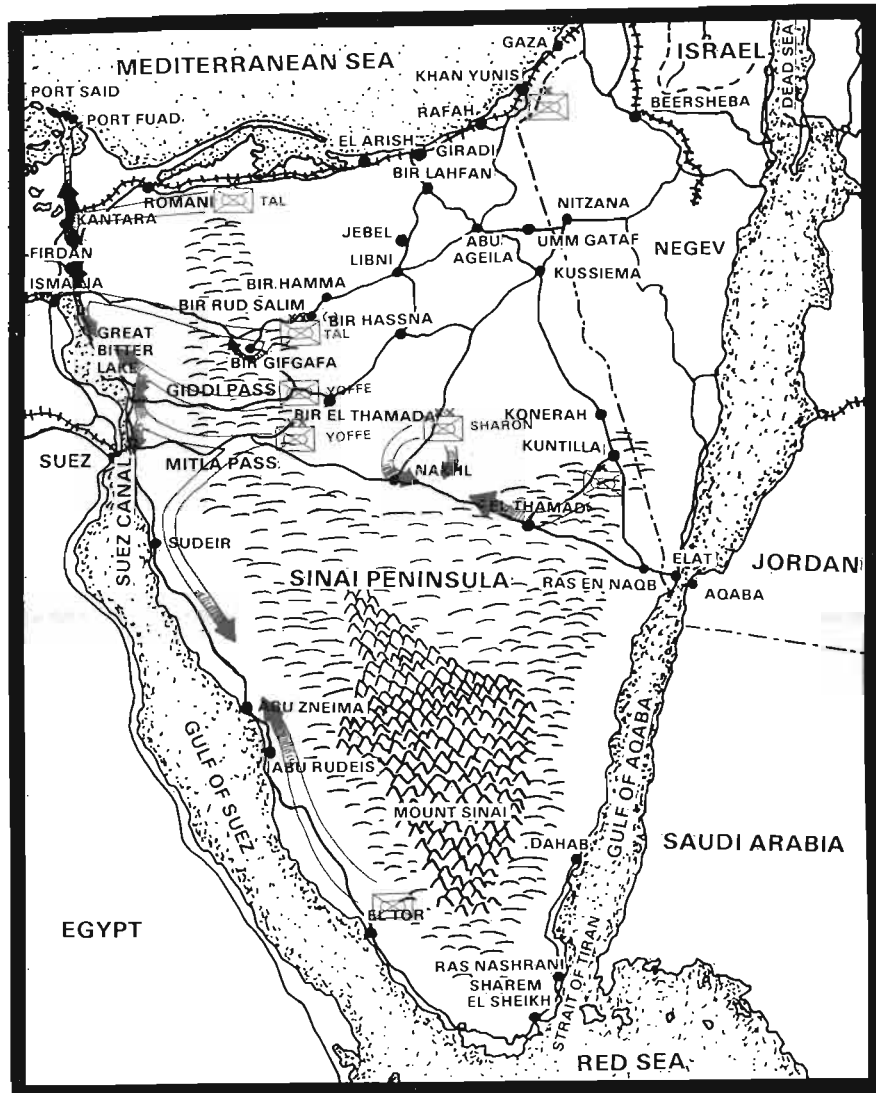 GAZA
ISRAEL
DEAD SEA
MEDITERRANEAN SEA
KHAN YUNIS
PORT SAID
BEERSHEBA
RAFAH
PORT FUAD
EL ARISH
GIRADI
BIR LAHFAN
XX
ROMANI
TAL
NITZANA
KANTARA
JEBEL
LIBNI
ABU
AGEILA
UMM GATAF
NEGEV
FIRDAN
KUSSIEMA
ISMAILIA
BIR HAMMA
BIR RUD SALIM
BIR HASSNA
TAL
GREAT
BITTER
LAKE
BIR GIFGAFA
GIDDI PASS
YOFFE
BIR EL THAMADA
XX
SHARON
KONERAH
XX
YOFFE
KUNTILLA
SUEZ
MITLA PASS
NAKHL
X
EL THAMAD
SUEZ CANAL
SUDEIR
SINAI PENINSULA
ELAT
JORDAN
RAS EN NAQB
AQABA
ABU ZNEIMA
GULF OF AQABA
ABU RUDEIS
GULF OF SUEZ
MOUNT SINAI
SAUDI ARABIA
DAHAB
EL TOR
EGYPT
RAS NASHRANI
SHAREM
EL SHEIKH
STRAIT OF TIRAN
RED SEA